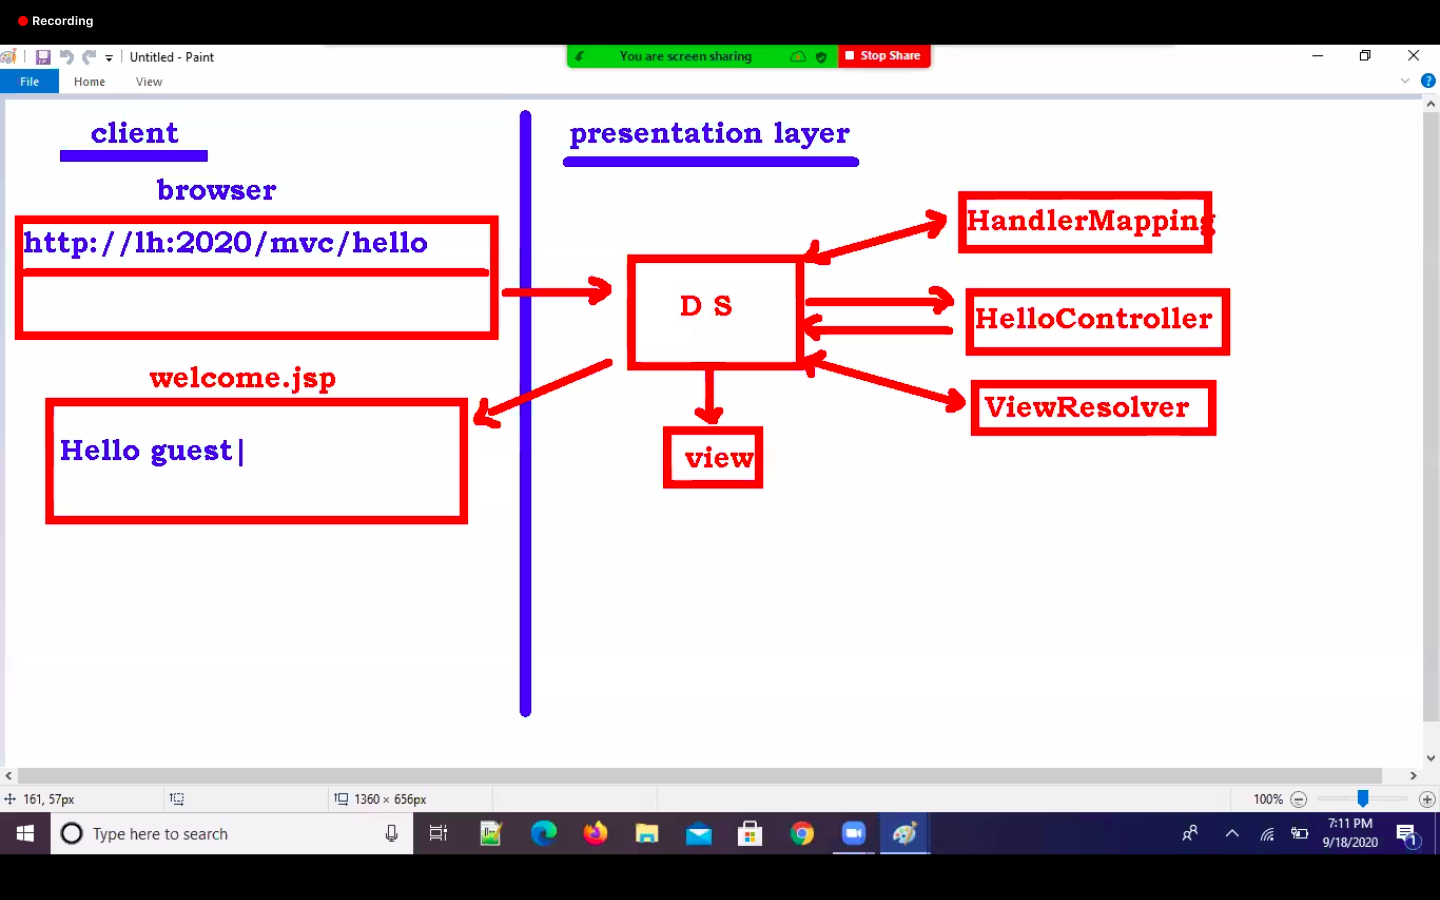 Recording
Untitled - Paint
You are screen sharing
Stop Share
File Home View
client
presentation layer
browser
http://lh:2020/mvc/hello
HandlerMapping
D S
HelloController
welcome.jsp
ViewResolver
Hello guest
view
161, 57px
1360 × 656px
100%
Type here to search
7:11 PM
9/18/2020
1